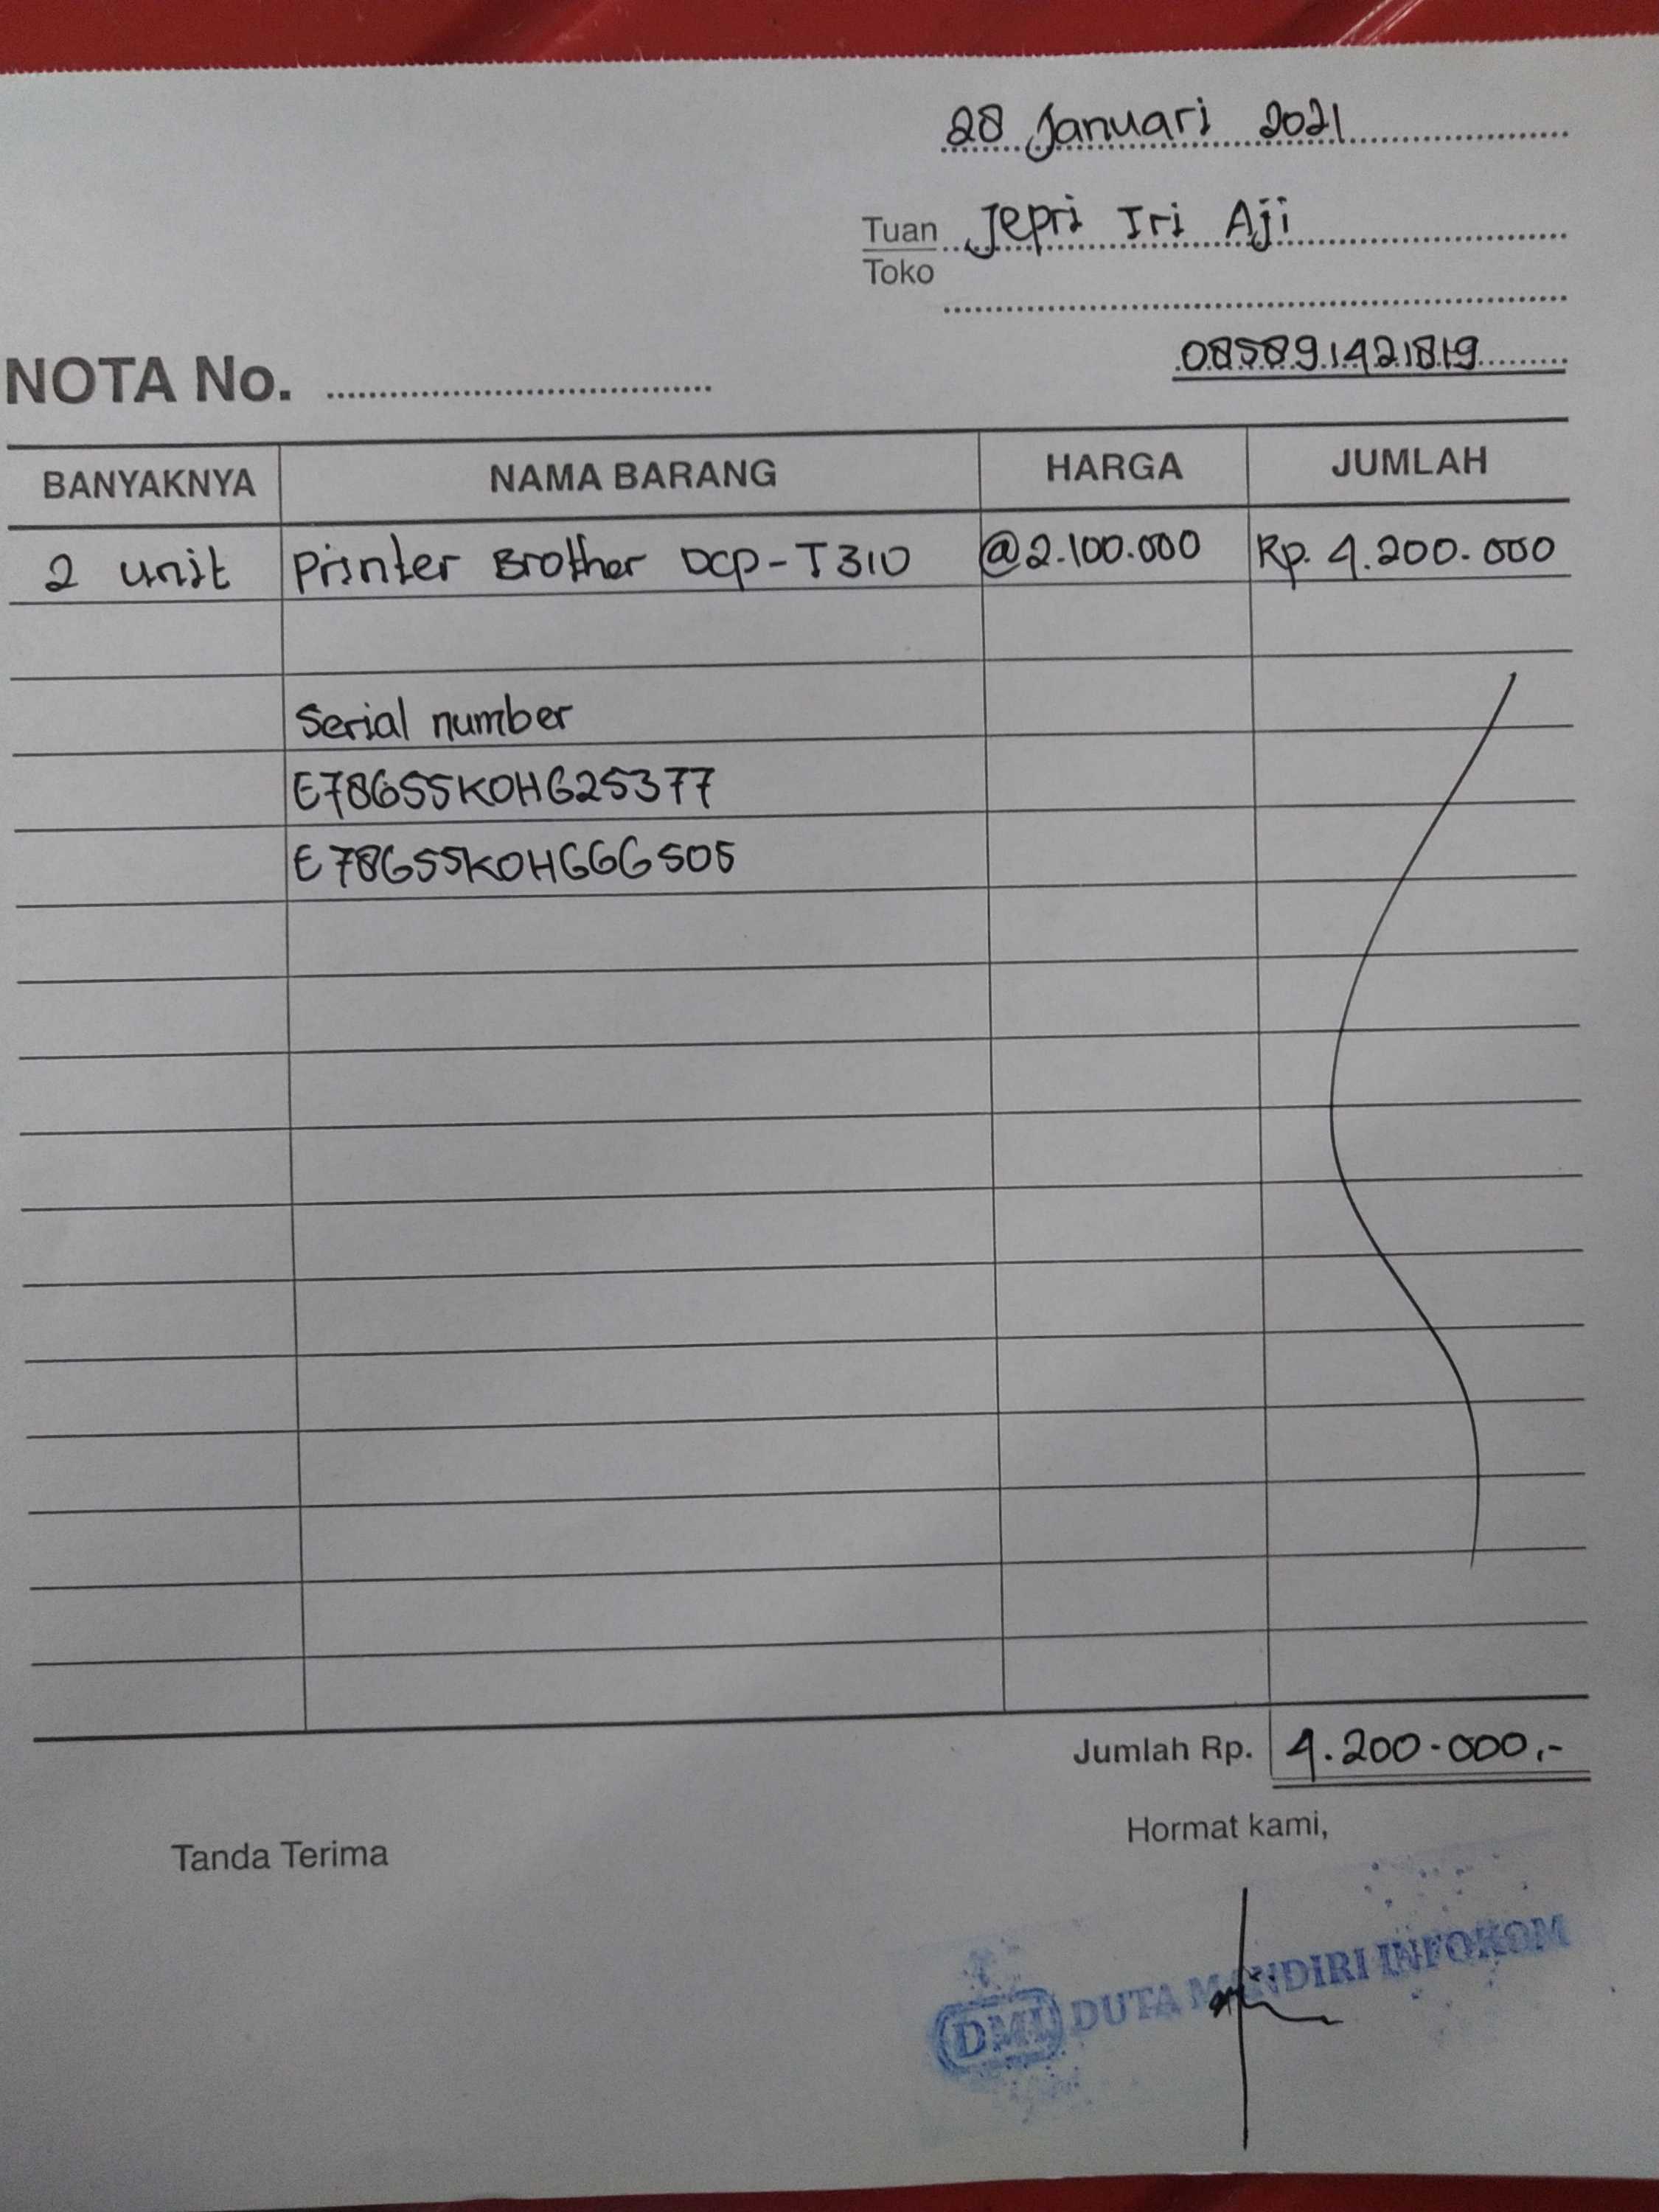 28 Januari 2021
Tuan Jepri Tri Aji
Toko
085891421819
NOTA No.
BANYAKNYA NAMA BARANG HARGA JUMLAH
2 unit Printer Brother DCP-T310 @2.100.000 Rp. 4.200.000
Serial number
E78655K0H625377
E78655K0H666505
Jumlah Rp. 4.200.000,-
Tanda Terima Hormat kami,
DMI DUTA MANDIRI INFOKOM